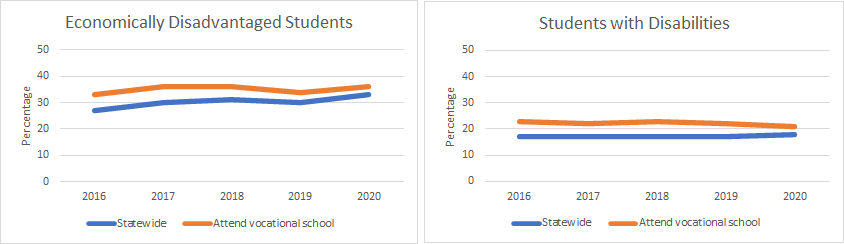 Economically Disadvantaged Students
Percentage
50
40
30
20
10
0
2016 2017 2018 2019 2020
Statewide Attend vocational school
Students with Disabilities
Percentage
50
40
30
20
10
0
2016 2017 2018 2019 2020
Statewide Attend vocational school